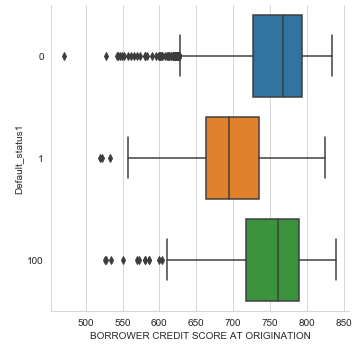 0
Default_status1
1
100
500 550 600 650 700 750 800 850
BORROWER CREDIT SCORE AT ORIGINATION